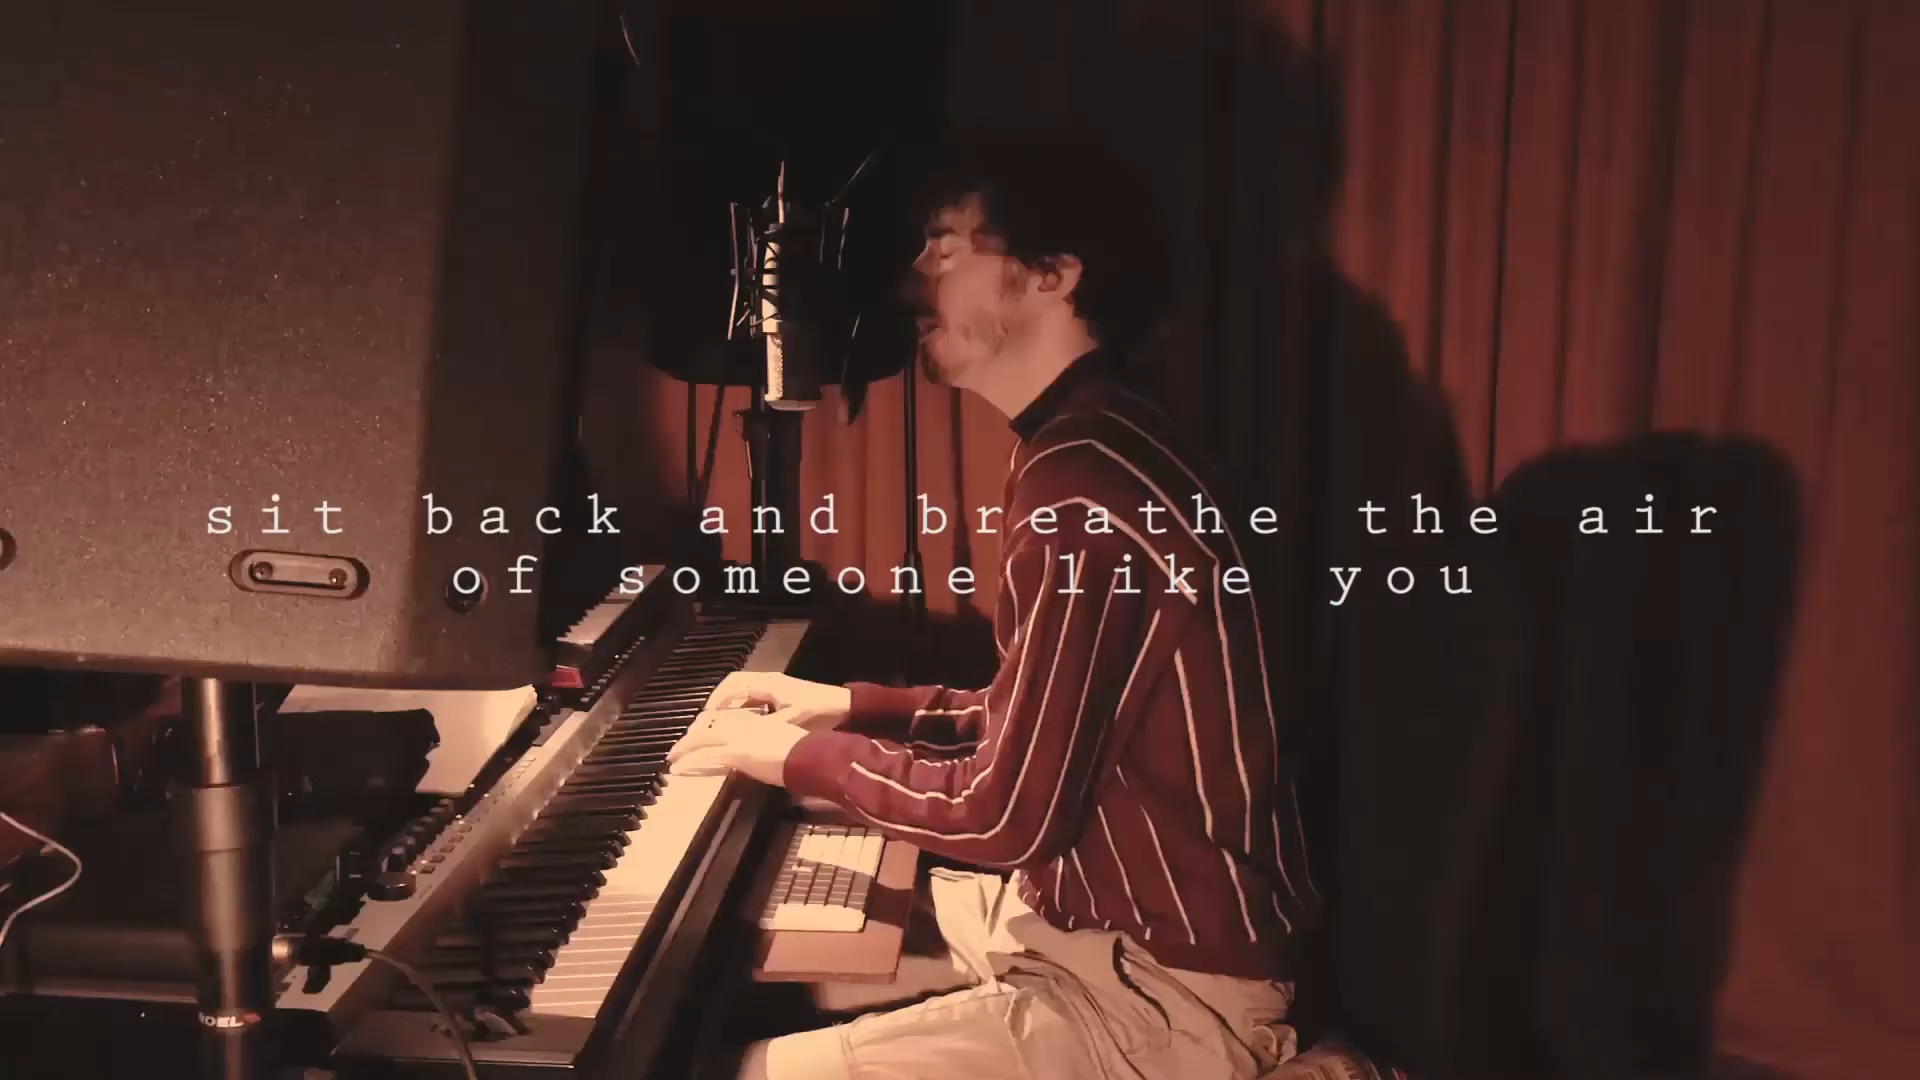 sit back and breathe the air
of someone like you